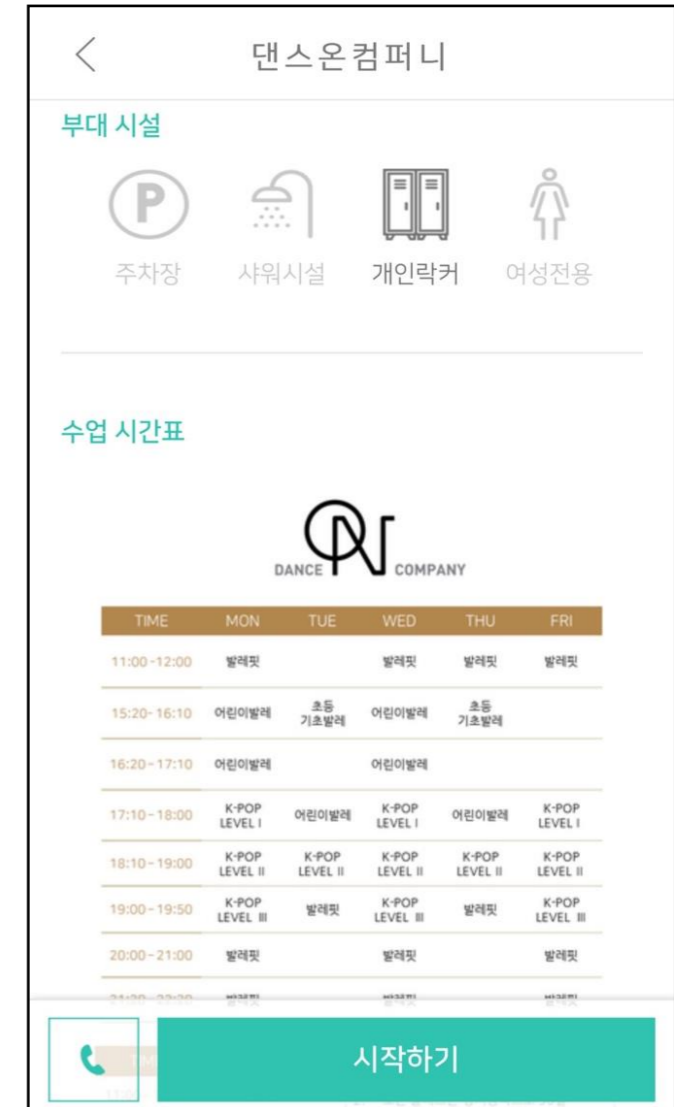 댄스온컴퍼니
부대 시설
P
주차장 샤워시설 개인락커 여성전용
수업 시간표
ON
DANCE COMPANY
TIME MON TUE WED THU FRI
11:00-12:00 발레핏 발레핏 발레핏 발레핏
15:20-16:10 어린이발레 초등 기초발레 어린이발레 초등 기초발레
16:20-17:10 어린이발레 어린이발레
17:10-18:00 K-POP LEVEL I 어린이발레 K-POP LEVEL I 어린이발레 K-POP LEVEL I
18:10-19:00 K-POP LEVEL II K-POP LEVEL II K-POP LEVEL II K-POP LEVEL II K-POP LEVEL II
19:00-19:50 K-POP LEVEL III 발레핏 K-POP LEVEL III 발레핏 K-POP LEVEL III
20:00-21:00 발레핏 발레핏 발레핏
시작하기